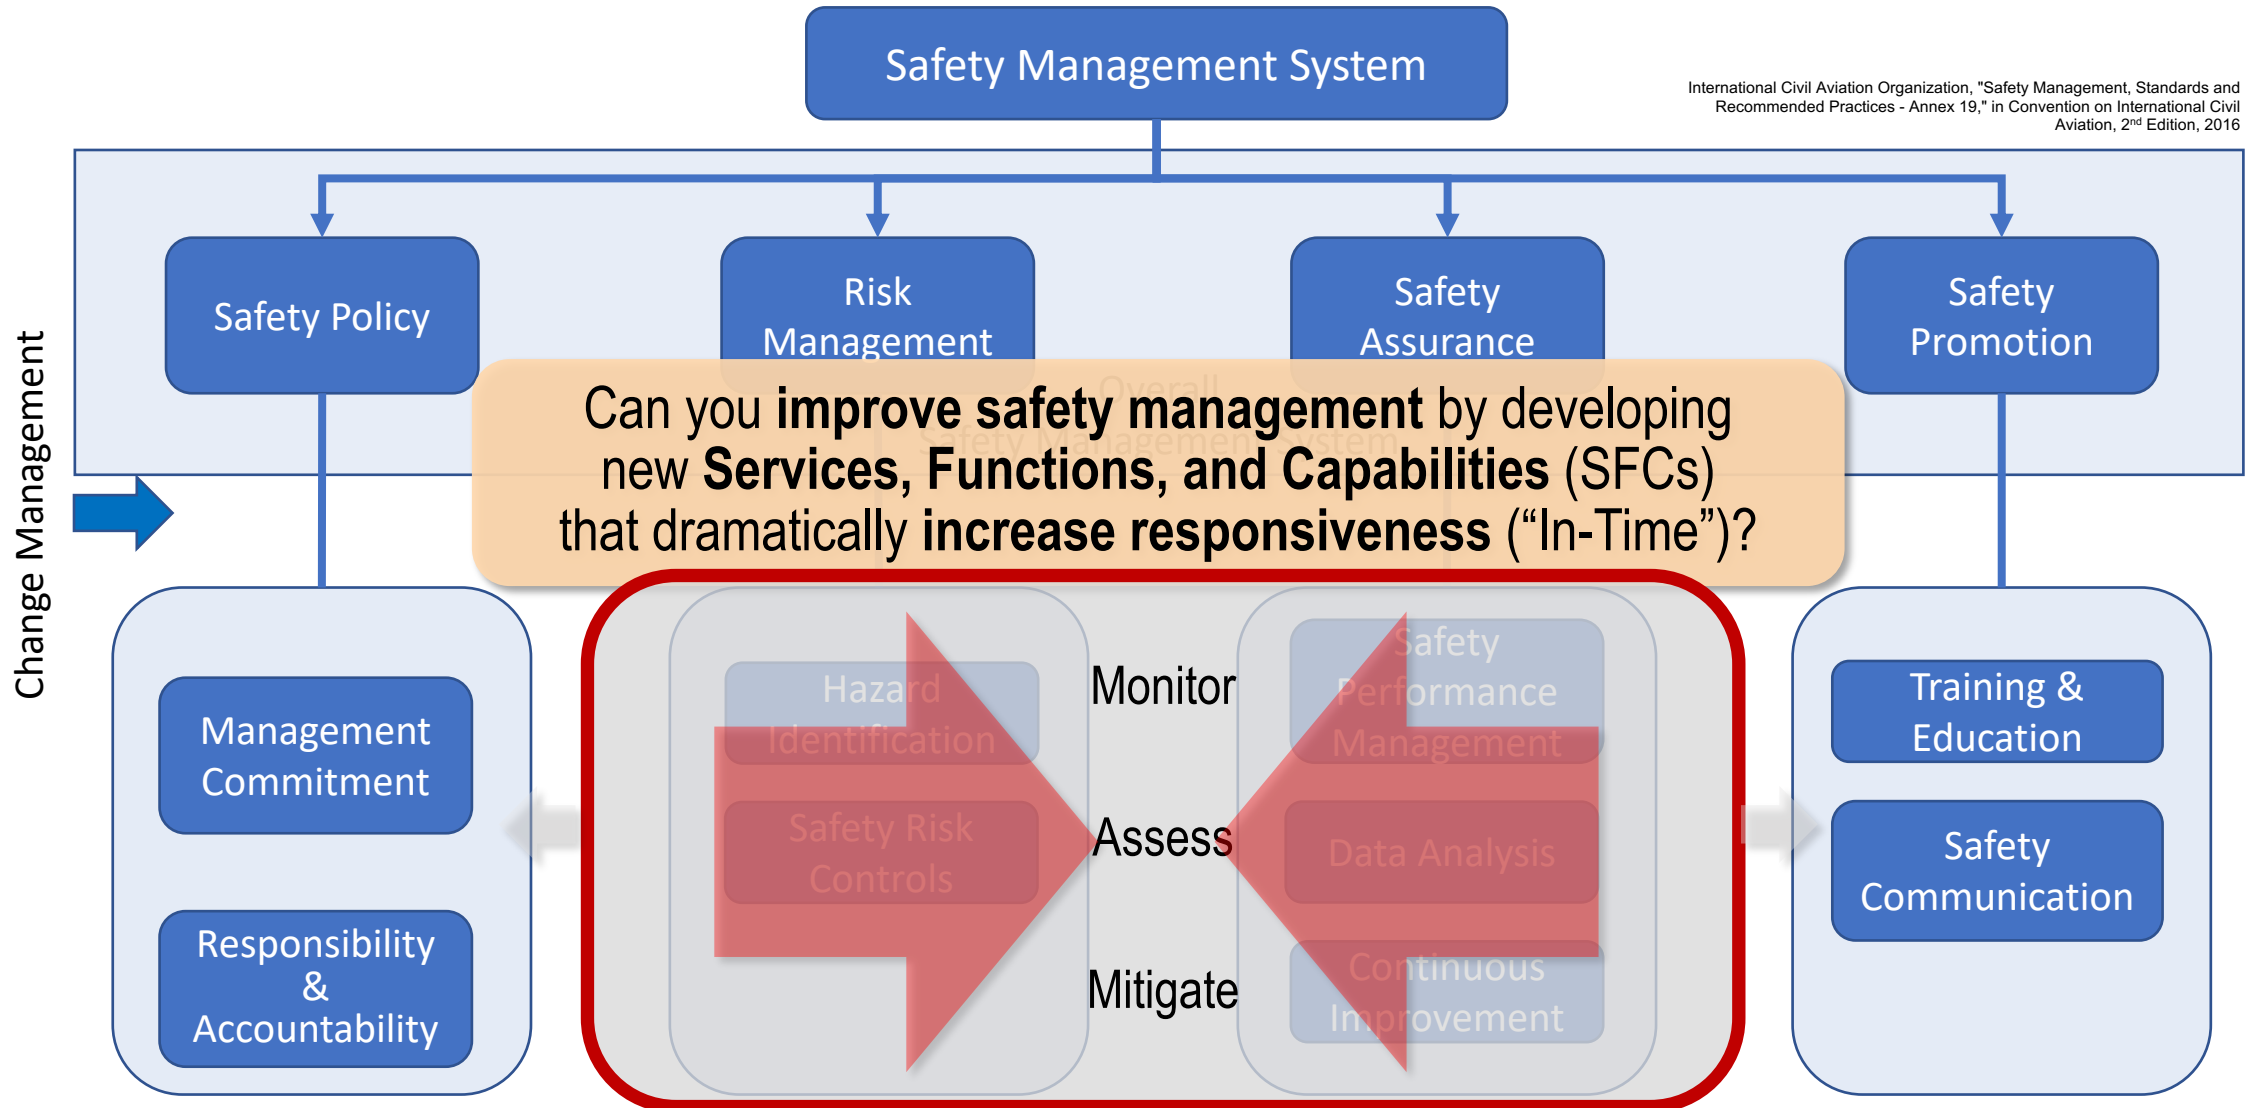 Safety Management System
International Civil Aviation Organization, "Safety Management, Standards and
Recommended Practices - Annex 19," in Convention on International Civil
Aviation, 2nd Edition, 2016
Change Management
Safety Policy
Risk
Management
Safety
Assurance
Safety
Promotion
Overall
Safety Management System
Can you improve safety management by developing
new Services, Functions, and Capabilities (SFCs)
that dramatically increase responsiveness (“In-Time”)?
Management
Commitment
Responsibility
&
Accountability
Hazard
Identification
Safety Risk
Controls
Monitor
Assess
Mitigate
Safety
Performance
Management
Data Analysis
Continuous
Improvement
Training &
Education
Safety
Communication